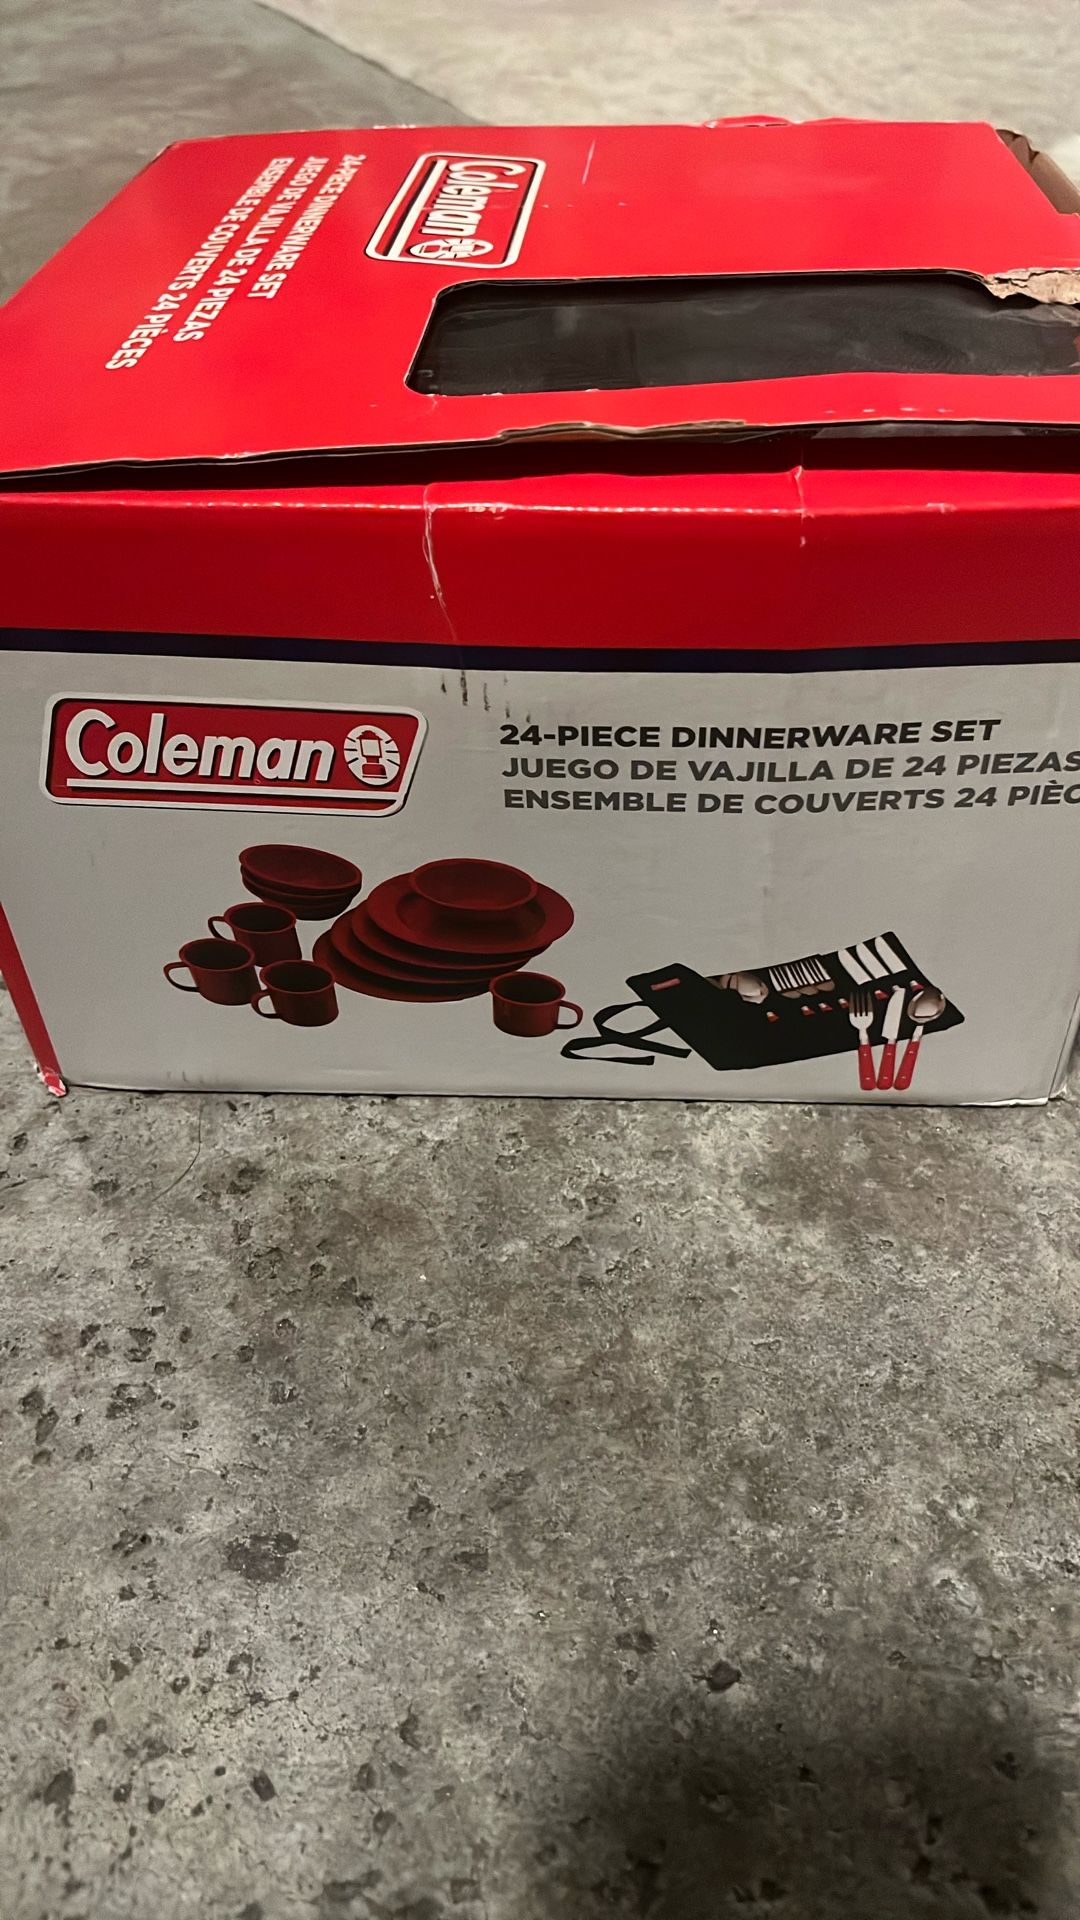 Coleman
24-PIECE DINNERWARE SET
JUEGO DE VAJILLA DE 24 PIEZAS
ENSEMBLE DE COUVERTS 24 PIÈCES
Coleman
24-PIECE DINNERWARE SET
JUEGO DE VAJILLA DE 24 PIEZAS
ENSEMBLE DE COUVERTS 24 PIÈC